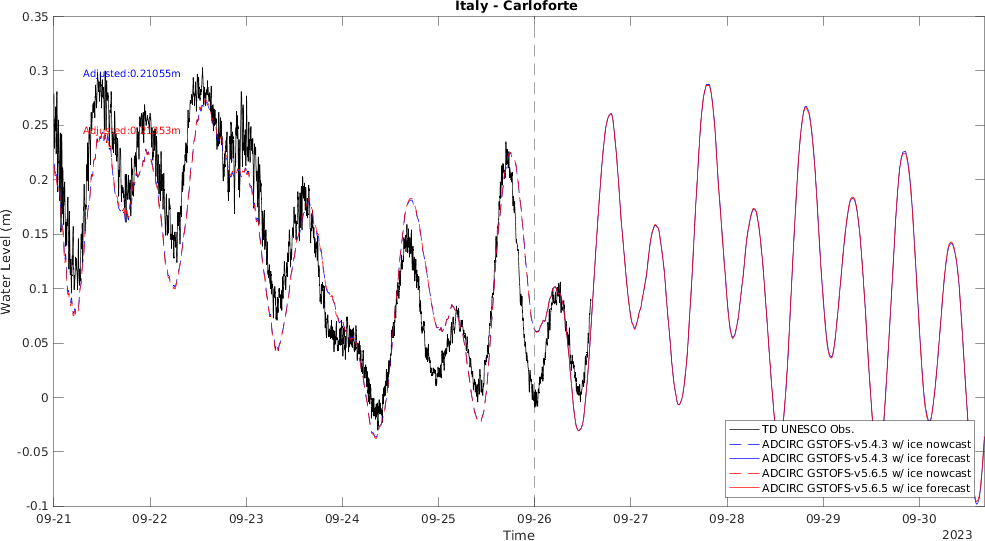 Italy - Carloforte
0.35
0.3
0.25
0.2
0.15
0.1
0.05
0
-0.05
-0.1
Water Level (m)
Adjusted:0.21055m
Adjusted:0.21353m
TD UNESCO Obs.
ADCIRC GSTOFS-v5.4.3 w/ ice nowcast
ADCIRC GSTOFS-v5.4.3 w/ ice forecast
ADCIRC GSTOFS-v5.6.5 w/ ice nowcast
ADCIRC GSTOFS-v5.6.5 w/ ice forecast
09-21 09-22 09-23 09-24 09-25 09-26 09-27 09-28 09-29 09-30
Time
2023